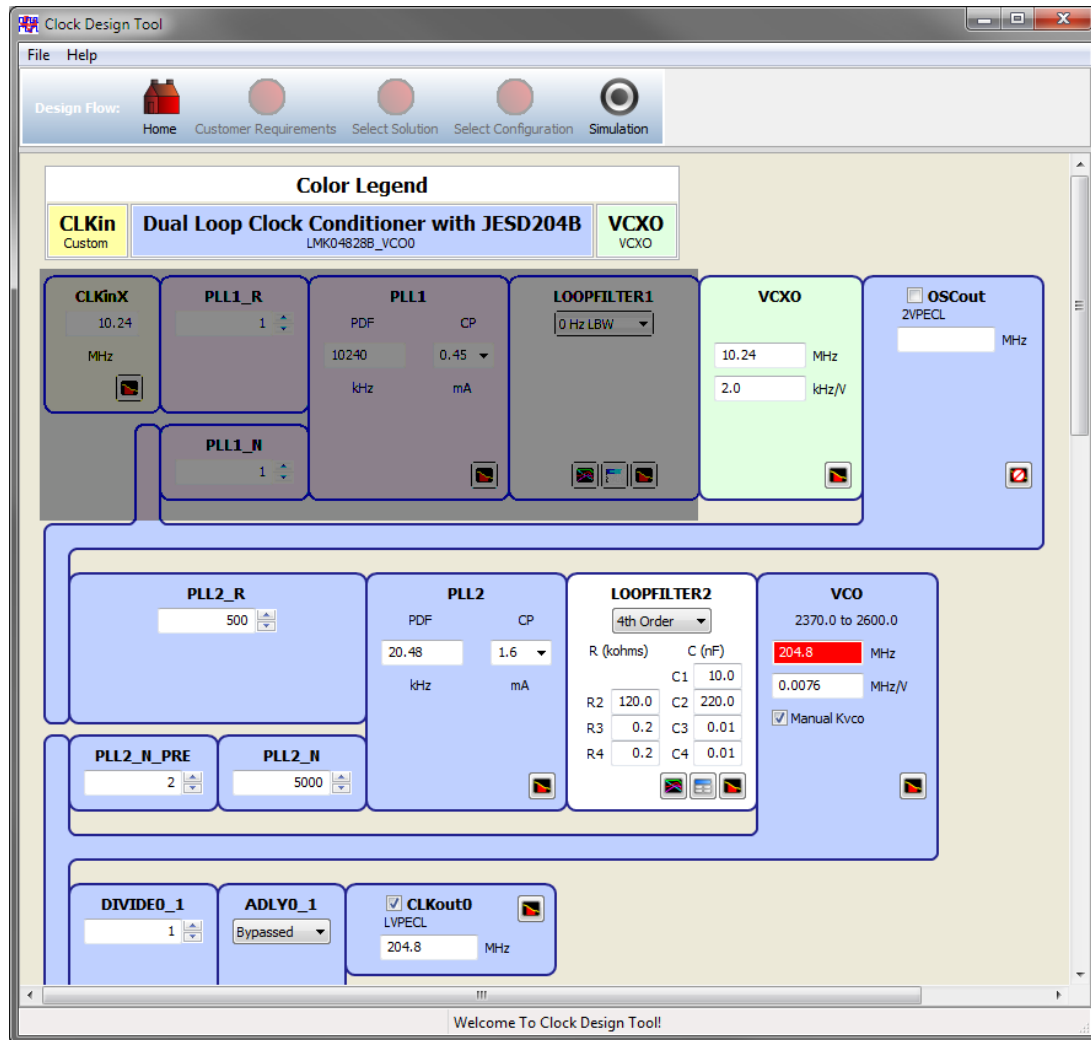 Clock Design Tool
File Help
Design Flow:
Home Customer Requirements Select Solution Select Configuration Simulation
Color Legend
CLKin Dual Loop Clock Conditioner with JESD204B VCXO
Custom LMK04828B_VCO0 VCXO
CLKinX PLL1_R PLL1 LOOPFILTER1 VCXO OSCout
2VPECL
10.24 1 PDF CP 0 Hz LBW
MHz
MHz 10240 0.45 10.24 MHz
kHz mA 2.0 kHz/V
PLL1_N
1
PLL2_R PLL2 LOOPFILTER2 VCO
500 PDF CP 4th Order 2370.0 to 2600.0
20.48 1.6 R (kohms) C (nF) 204.8 MHz
C1 10.0
kHz mA 0.0076 MHz/V
R2 120.0 C2 220.0
Manual Kvco
R3 0.2 C3 0.01
PLL2_N_PRE PLL2_N R4 0.2 C4 0.01
2 5000
DIVIDE0_1 ADLY0_1 CLKout0
LVPECL
1 Bypassed
204.8 MHz
Welcome To Clock Design Tool!